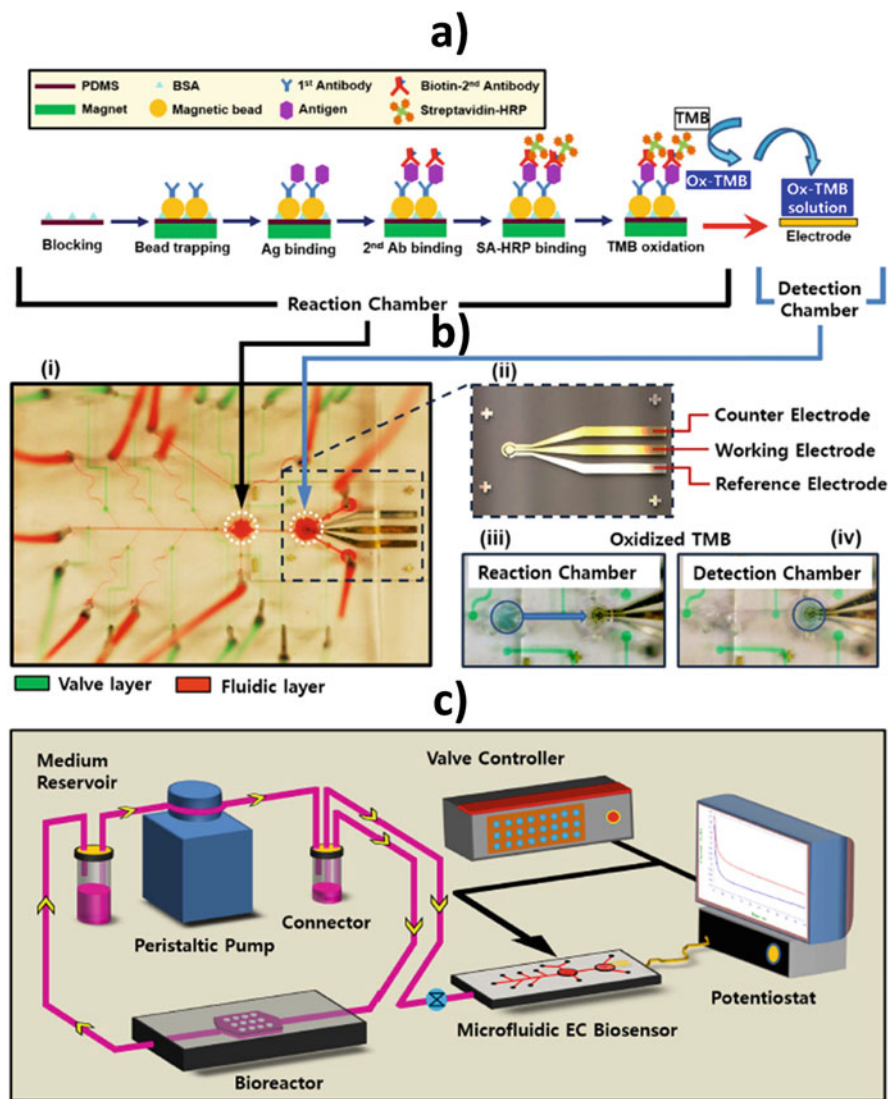 a)
PDMS BSA 1st Antibody Biotin-2nd Antibody
Magnet Magnetic bead Antigen Streptavidin-HRP
TMB
Ox-TMB
Ox-TMB
solution
Electrode
Blocking Bead trapping Ag binding 2nd Ab binding SA-HRP binding TMB oxidation
Reaction Chamber
Detection
Chamber
b)
(i)
(ii)
Counter Electrode
Working Electrode
Reference Electrode
(iii) Oxidized TMB (iv)
Reaction Chamber Detection Chamber
Valve layer Fluidic layer
c)
Medium
Reservoir
Valve Controller
Connector
Peristaltic Pump
Potentiostat
Microfluidic EC Biosensor
Bioreactor